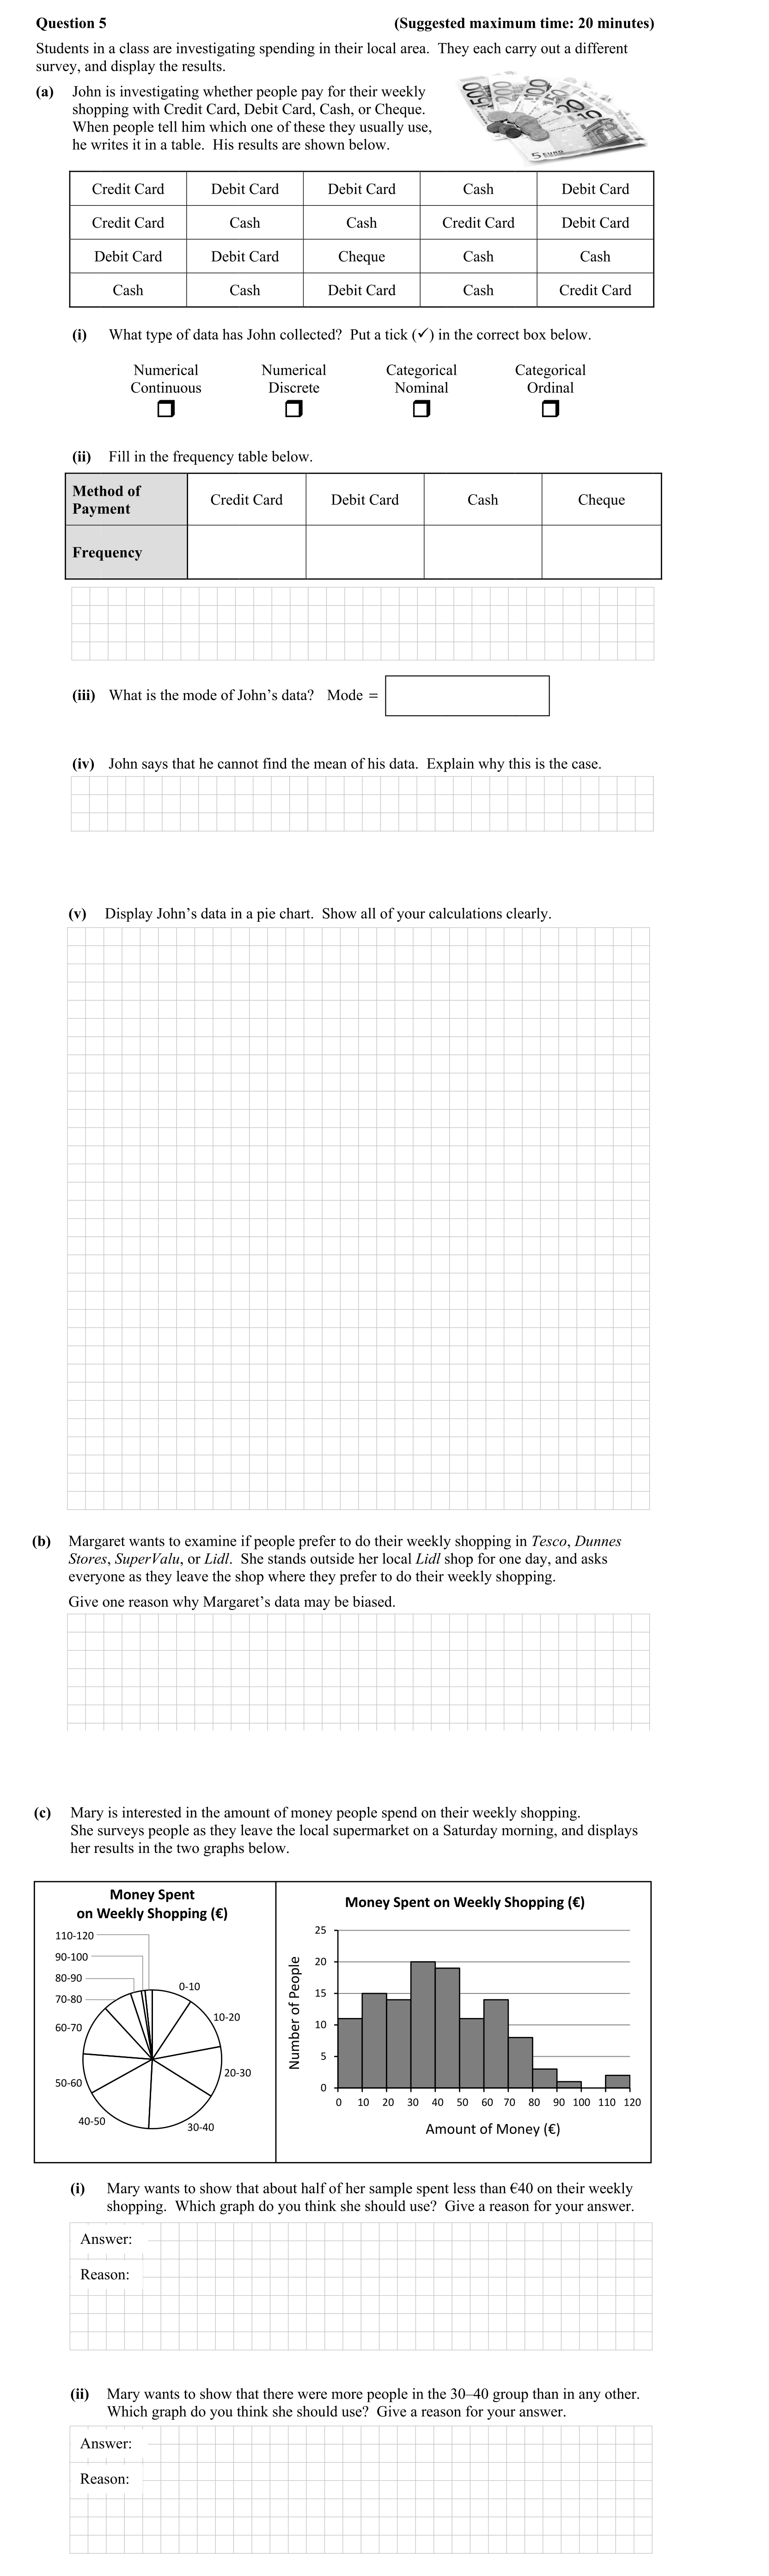 Question 5 (Suggested maximum time: 20 minutes)
Students in a class are investigating spending in their local area. They each carry out a different
survey, and display the results.
(a) John is investigating whether people pay for their weekly
shopping with Credit Card, Debit Card, Cash, or Cheque.
When people tell him which one of these they usually use,
he writes it in a table. His results are shown below.
Credit Card Debit Card Debit Card Cash Debit Card
Credit Card Cash Cash Credit Card Debit Card
Debit Card Debit Card Cheque Cash Cash
Cash Cash Debit Card Cash Credit Card
(i) What type of data has John collected? Put a tick (✓) in the correct box below.
Numerical Numerical Categorical Categorical
Continuous Discrete Nominal Ordinal
(ii) Fill in the frequency table below.
Method of
Payment Credit Card Debit Card Cash Cheque
Frequency
(iii) What is the mode of John's data? Mode =
(iv) John says that he cannot find the mean of his data. Explain why this is the case.
(v) Display John's data in a pie chart. Show all of your calculations clearly.
(b) Margaret wants to examine if people prefer to do their weekly shopping in Tesco, Dunnes
Stores, SuperValu, or Lidl. She stands outside her local Lidl shop for one day, and asks
everyone as they leave the shop where they prefer to do their weekly shopping.
Give one reason why Margaret's data may be biased.
(c) Mary is interested in the amount of money people spend on their weekly shopping.
She surveys people as they leave the local supermarket on a Saturday morning, and displays
her results in the two graphs below.
Money Spent
on Weekly Shopping (€)
110-120
90-100
80-90
70-80
60-70
50-60
40-50
30-40
20-30
10-20
0-10
Money Spent on Weekly Shopping (€)
Number of People
25
20
15
10
5
0
0 10 20 30 40 50 60 70 80 90 100 110 120
Amount of Money (€)
(i) Mary wants to show that about half of her sample spent less than €40 on their weekly
shopping. Which graph do you think she should use? Give a reason for your answer.
Answer:
Reason:
(ii) Mary wants to show that there were more people in the 30–40 group than in any other.
Which graph do you think she should use? Give a reason for your answer.
Answer:
Reason: